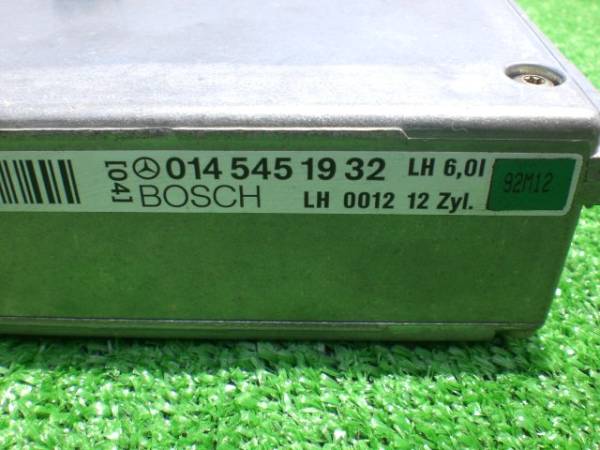 [04] 014 545 19 32 LH 6,0l 92M12
BOSCH LH 0012 12 Zyl.